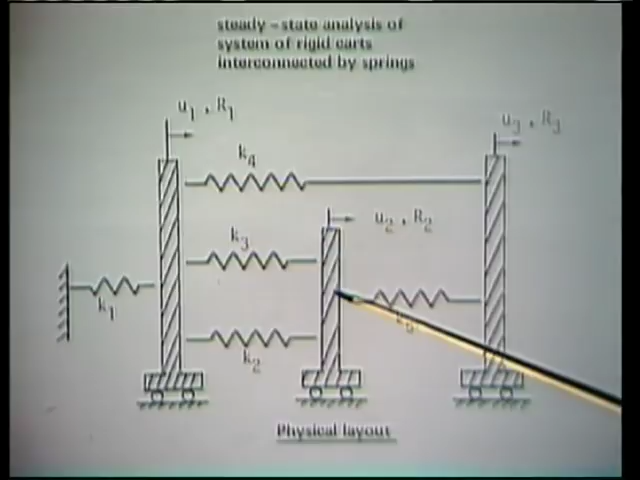 steady-state analysis of
system of rigid carts
interconnected by springs
u₁ , R₁
u₃ , R₃
k₄
u₂ , R₂
k₃
k₁
k₅
k₂
Physical layout